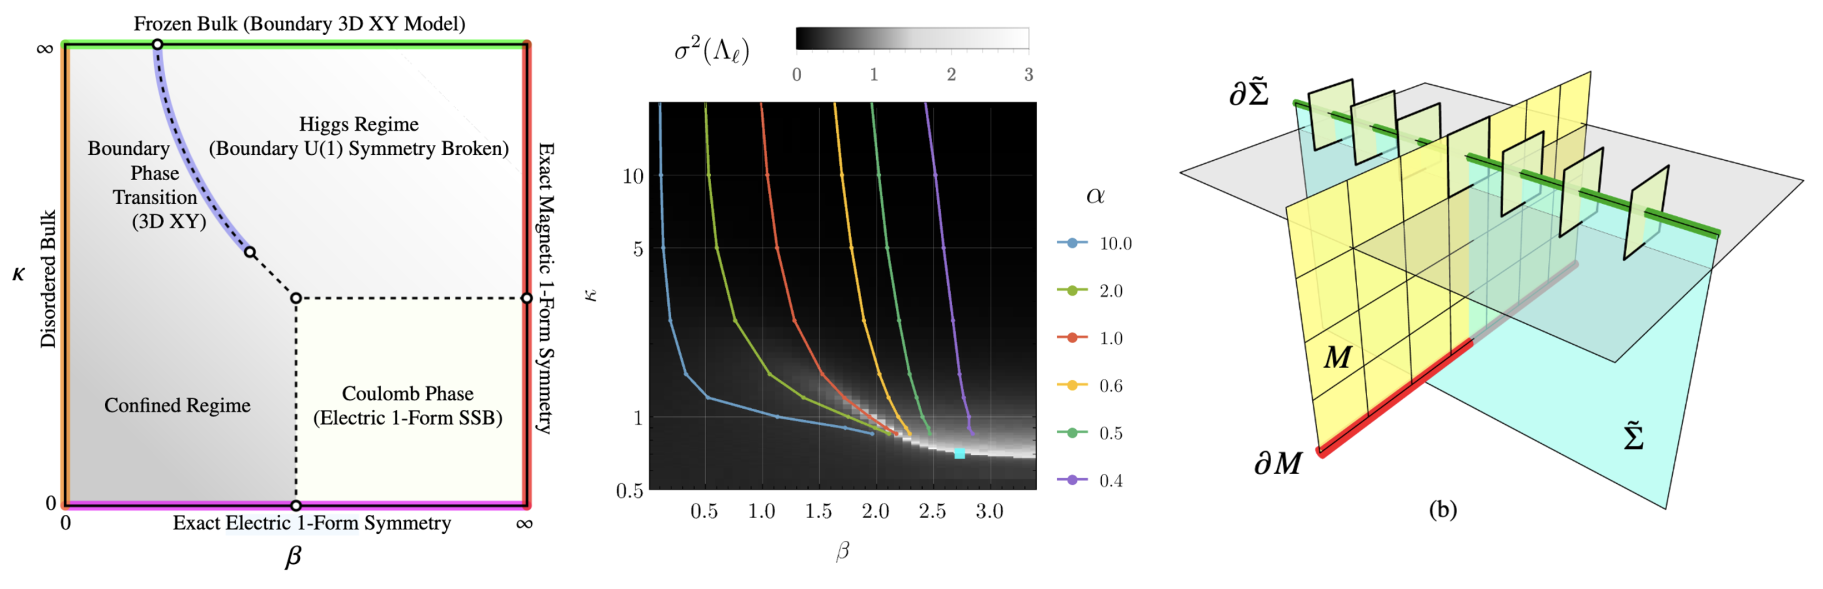 Frozen Bulk (Boundary 3D XY Model)
∞
Higgs Regime
(Boundary U(1) Symmetry Broken)
Boundary
Phase
Transition
(3D XY)
Disordered Bulk
κ
Exact Magnetic 1-Form Symmetry
Coulomb Phase
(Electric 1-Form SSB)
Confined Regime
0
0
Exact Electric 1-Form Symmetry
∞
β
σ²(Λℓ)
0 1 2 3
10
5
1
0.5
κ
0.5 1.0 1.5 2.0 2.5 3.0
β
α
10.0
2.0
1.0
0.6
0.5
0.4
∂Σ̃
M
Σ̃
∂M
(b)